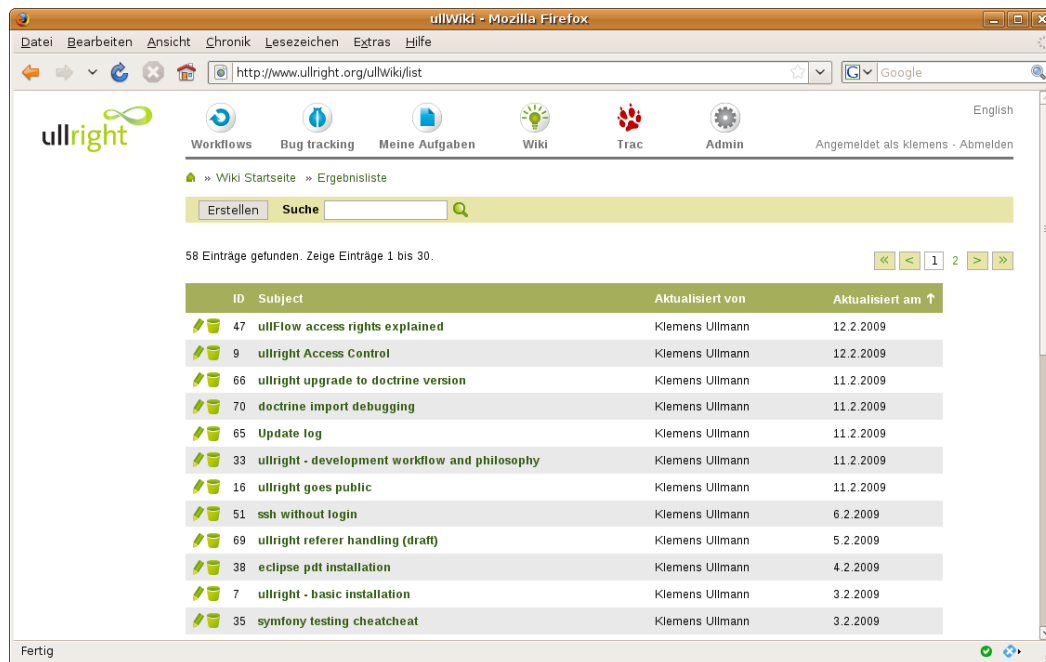 ullWiki - Mozilla Firefox
Datei Bearbeiten Ansicht Chronik Lesezeichen Extras Hilfe
http://www.ullright.org/ullWiki/list G Google
ullright
English
Workflows Bug tracking Meine Aufgaben Wiki Trac Admin Angemeldet als klemens · Abmelden
» Wiki Startseite » Ergebnisliste
Erstellen Suche
58 Einträge gefunden. Zeige Einträge 1 bis 30. « < 1 2 > »
ID Subject Aktualisiert von Aktualisiert am ↑
47 ullFlow access rights explained Klemens Ullmann 12.2.2009
9 ullright Access Control Klemens Ullmann 12.2.2009
66 ullright upgrade to doctrine version Klemens Ullmann 11.2.2009
70 doctrine import debugging Klemens Ullmann 11.2.2009
65 Update log Klemens Ullmann 11.2.2009
33 ullright - development workflow and philosophy Klemens Ullmann 11.2.2009
16 ullright goes public Klemens Ullmann 11.2.2009
51 ssh without login Klemens Ullmann 6.2.2009
69 ullright referer handling (draft) Klemens Ullmann 5.2.2009
38 eclipse pdt installation Klemens Ullmann 4.2.2009
7 ullright - basic installation Klemens Ullmann 3.2.2009
35 symfony testing cheatcheat Klemens Ullmann 3.2.2009
Fertig